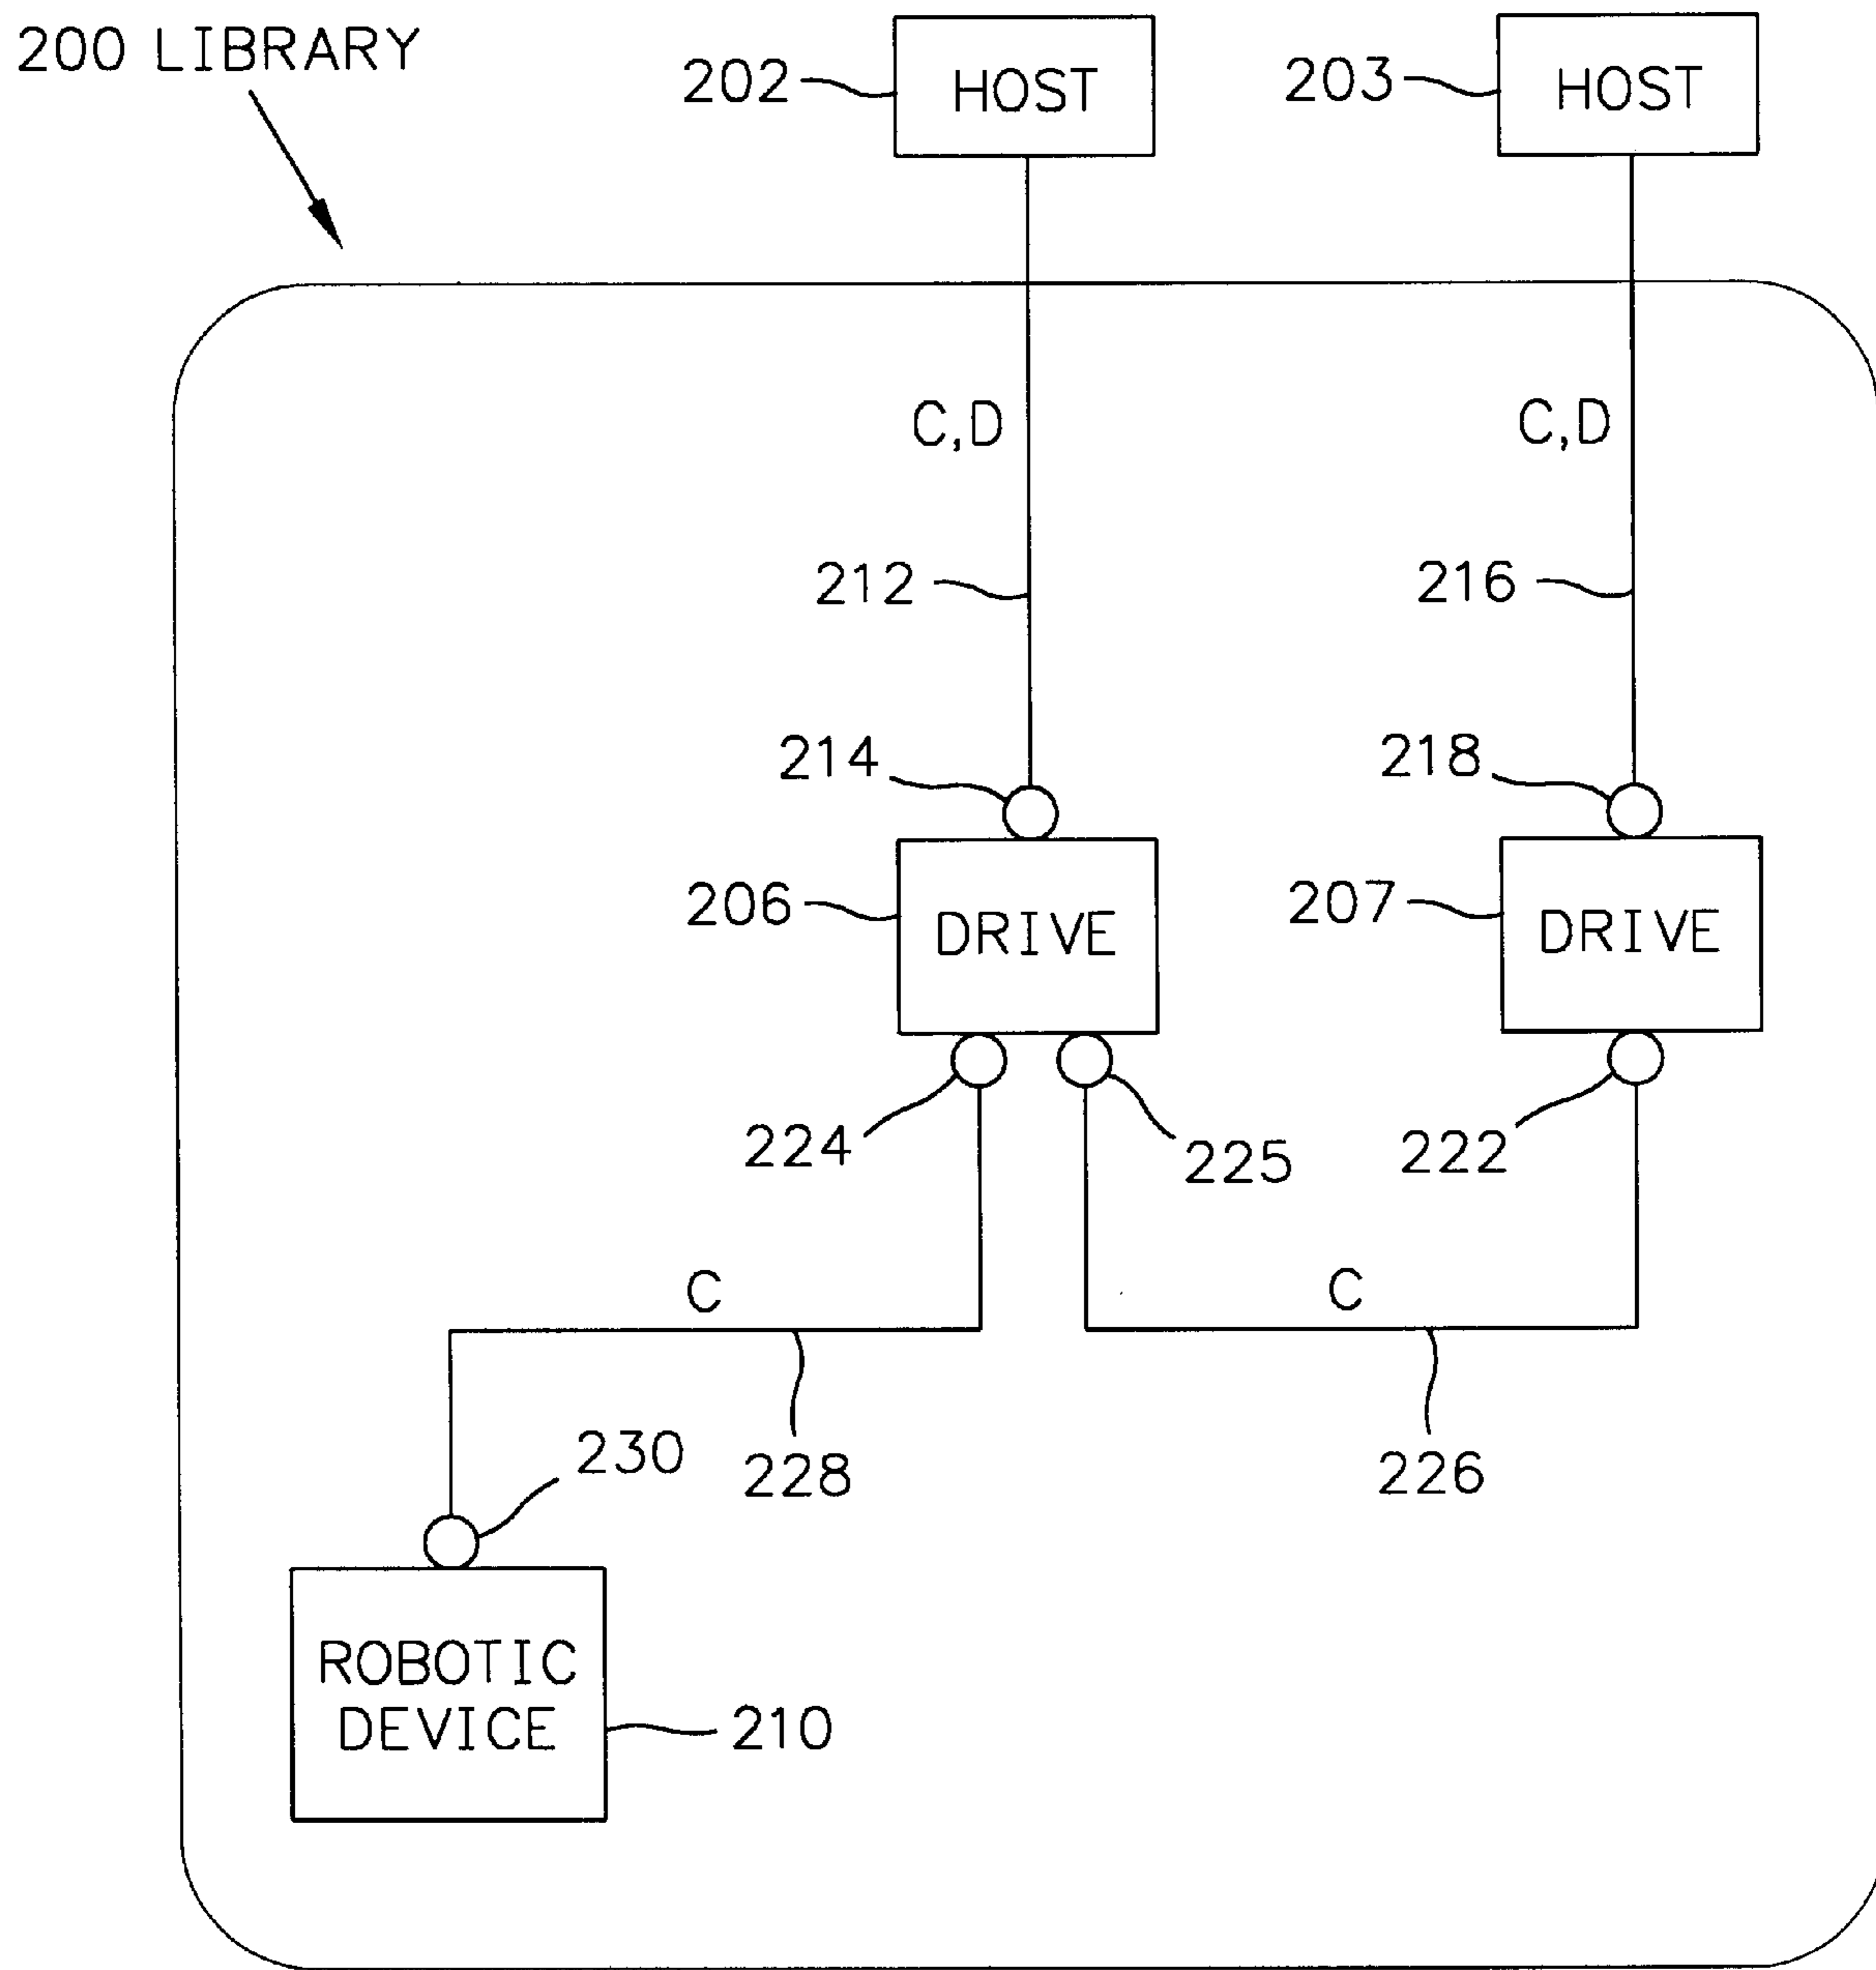 200 LIBRARY
202
HOST
203
HOST
C,D
C,D
212
216
214
218
206
DRIVE
207
DRIVE
224
225
222
C
C
230
228
226
ROBOTIC
DEVICE
210